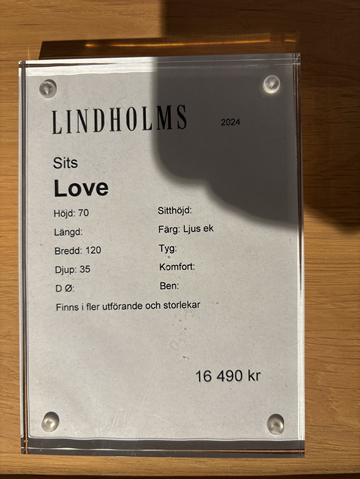 LINDHOLMS 2024
Sits
Love
Höjd: 70 Sitthöjd:
Längd: Färg: Ljus ek
Bredd: 120 Tyg:
Djup: 35 Komfort:
D Ø: Ben:
Finns i fler utförande och storlekar
16 490 kr